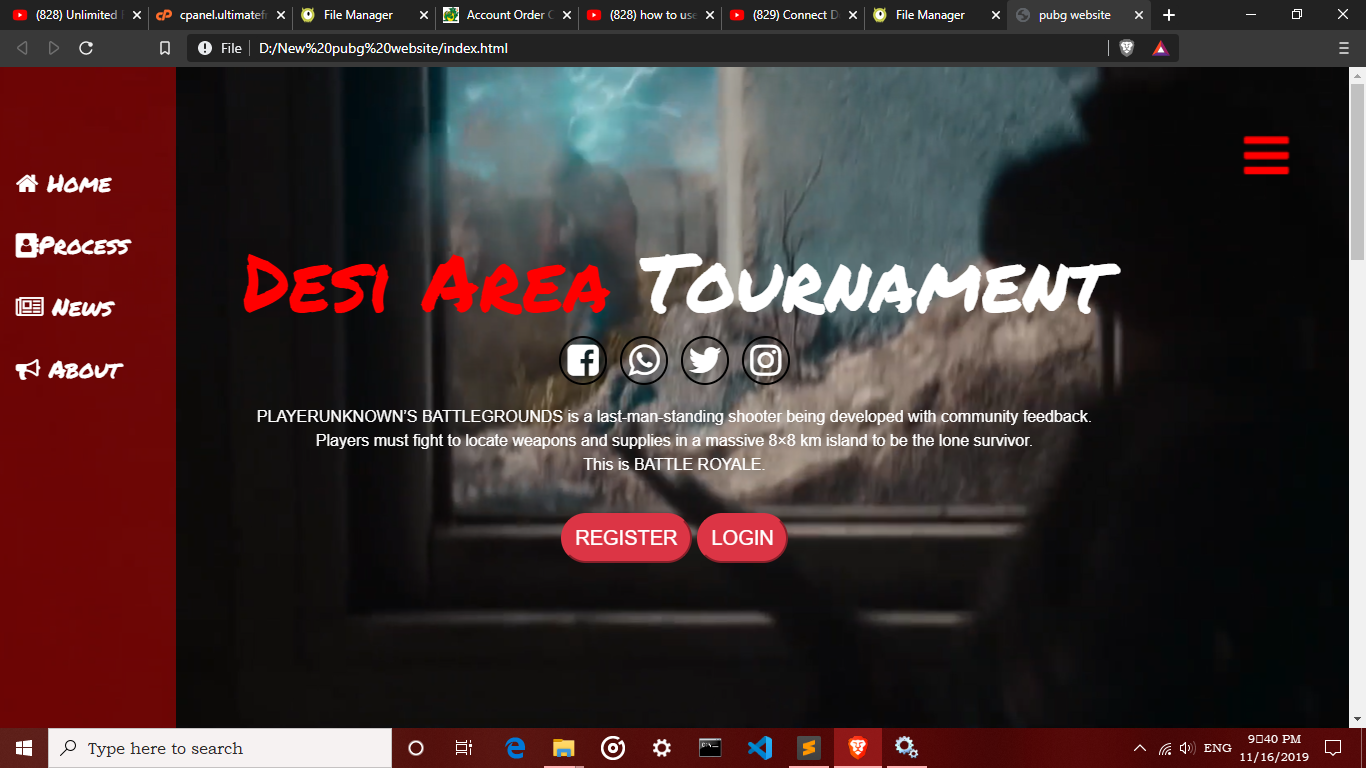 (828) Unlimited
cpanel.ultimatefr
File Manager
Account Order C
(828) how to use
(829) Connect D
File Manager
pubg website
File
D:/New%20pubg%20website/index.html
Home
Process
News
About
Desi Area Tournament
PLAYERUNKNOWN'S BATTLEGROUNDS is a last-man-standing shooter being developed with community feedback.
Players must fight to locate weapons and supplies in a massive 8×8 km island to be the lone survivor.
This is BATTLE ROYALE.
REGISTER LOGIN
Type here to search
ENG
9□40 PM
11/16/2019